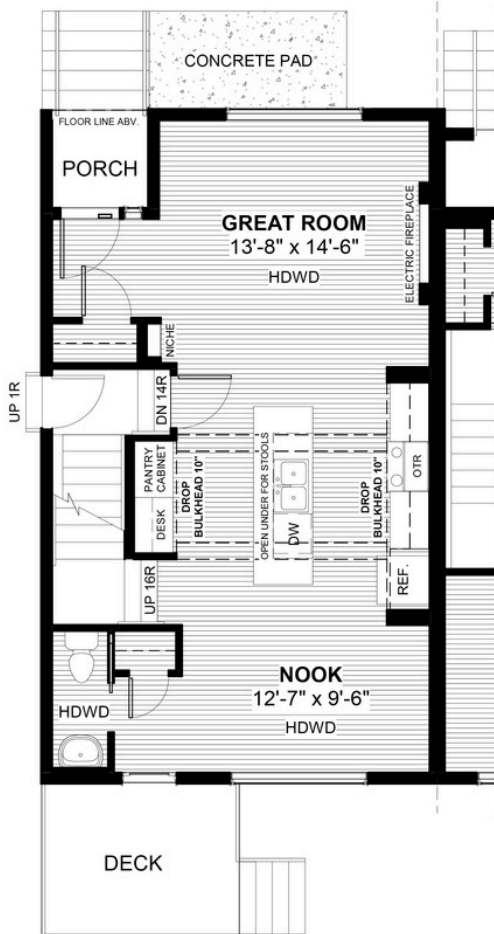 CONCRETE PAD
FLOOR LINE ABV.
PORCH
GREAT ROOM
13'-8" x 14'-6"
HDWD
ELECTRIC FIREPLACE
NICHE
UP 1R
DN 14R
PANTRY
CABINET
DESK
DROP
BULKHEAD 10"
OPEN UNDER FOR STOOLS
DW
DROP
BULKHEAD 10"
OTR
REF.
UP 16R
NOOK
12'-7" x 9'-6"
HDWD
HDWD
DECK